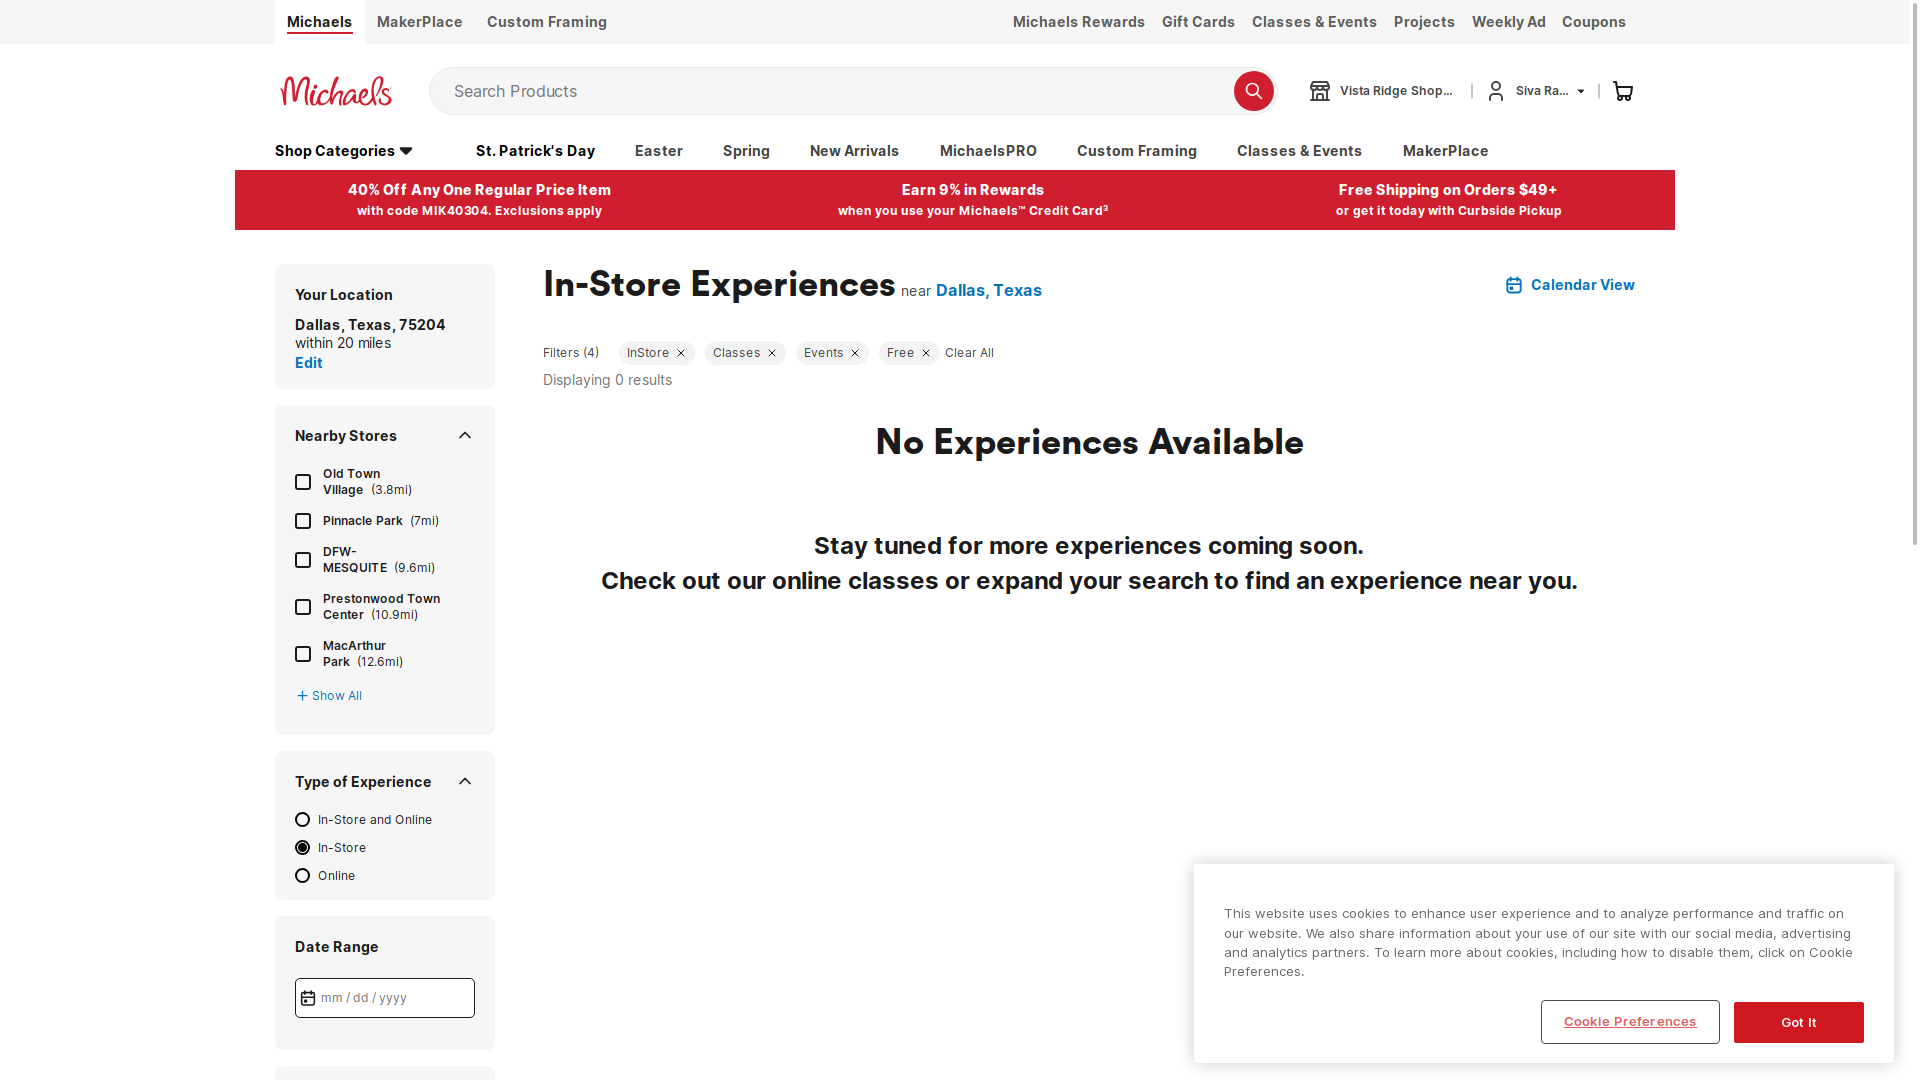 Michaels
MakerPlace
Custom Framing
Michaels Rewards
Gift Cards
Classes & Events
Projects
Weekly Ad
Coupons
Michaels
Search Products
Vista Ridge Shop...
Siva Ra...
Shop Categories
St. Patrick's Day
Easter
Spring
New Arrivals
MichaelsPRO
Custom Framing
Classes & Events
MakerPlace
40% Off Any One Regular Price Item
with code MIK40304. Exclusions apply
Earn 9% in Rewards
when you use your Michaels™ Credit Card³
Free Shipping on Orders $49+
or get it today with Curbside Pickup
Your Location
Dallas, Texas, 75204
within 20 miles
Edit
Nearby Stores
Old Town
Village (3.8mi)
Pinnacle Park (7mi)
DFW-
MESQUITE (9.6mi)
Prestonwood Town
Center (10.9mi)
MacArthur
Park (12.6mi)
Show All
Type of Experience
In-Store and Online
In-Store
Online
Date Range
mm / dd / yyyy
In-Store Experiences near Dallas, Texas
Calendar View
Filters (4)
InStore
Classes
Events
Free
Clear All
Displaying 0 results
No Experiences Available
Stay tuned for more experiences coming soon.
Check out our online classes or expand your search to find an experience near you.
This website uses cookies to enhance user experience and to analyze performance and traffic on
our website. We also share information about your use of our site with our social media, advertising
and analytics partners. To learn more about cookies, including how to disable them, click on Cookie
Preferences.
Cookie Preferences
Got It